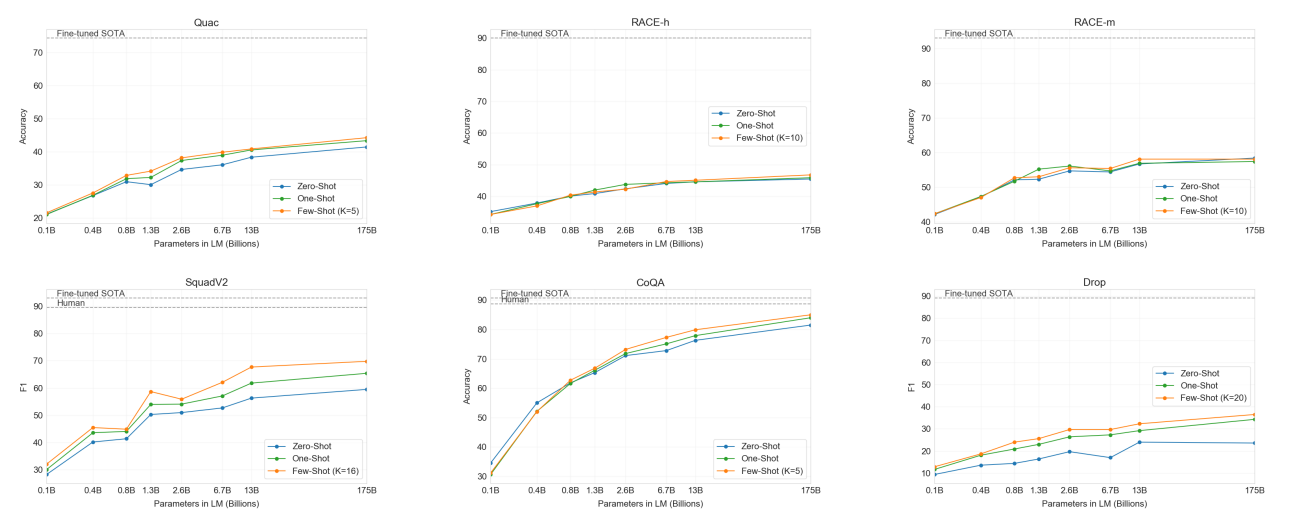 Quac
Fine-tuned SOTA
70
60
50
40
30
20
Accuracy
Zero-Shot
One-Shot
Few-Shot (K=5)
0.1B 0.4B 0.8B 1.3B 2.6B 6.7B 13B 175B
Parameters in LM (Billions)
RACE-h
Fine-tuned SOTA
90
80
70
60
50
40
Accuracy
Zero-Shot
One-Shot
Few-Shot (K=10)
0.1B 0.4B 0.8B 1.3B 2.6B 6.7B 13B 175B
Parameters in LM (Billions)
RACE-m
Fine-tuned SOTA
90
80
70
60
50
40
Accuracy
Zero-Shot
One-Shot
Few-Shot (K=10)
0.1B 0.4B 0.8B 1.3B 2.6B 6.7B 13B 175B
Parameters in LM (Billions)
SquadV2
Fine-tuned SOTA
Human
90
80
70
60
50
40
30
F1
Zero-Shot
One-Shot
Few-Shot (K=16)
0.1B 0.4B 0.8B 1.3B 2.6B 6.7B 13B 175B
Parameters in LM (Billions)
CoQA
Fine-tuned SOTA
Human
90
80
70
60
50
40
30
Accuracy
Zero-Shot
One-Shot
Few-Shot (K=5)
0.1B 0.4B 0.8B 1.3B 2.6B 6.7B 13B 175B
Parameters in LM (Billions)
Drop
Fine-tuned SOTA
90
80
70
60
50
40
30
20
10
F1
Zero-Shot
One-Shot
Few-Shot (K=20)
0.1B 0.4B 0.8B 1.3B 2.6B 6.7B 13B 175B
Parameters in LM (Billions)